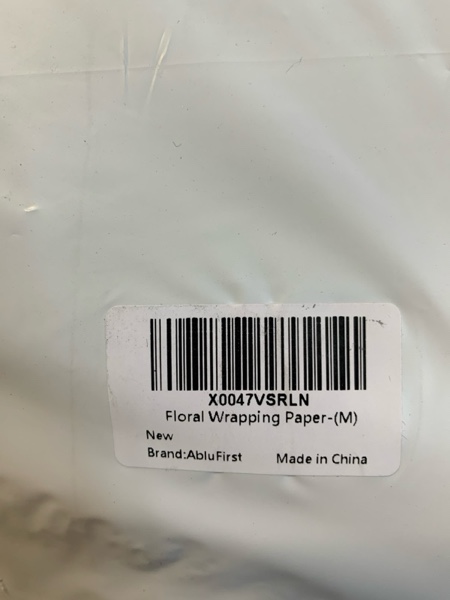 X0047VSRLN
Floral Wrapping Paper-(M)
New
Brand:AbluFirst Made in China